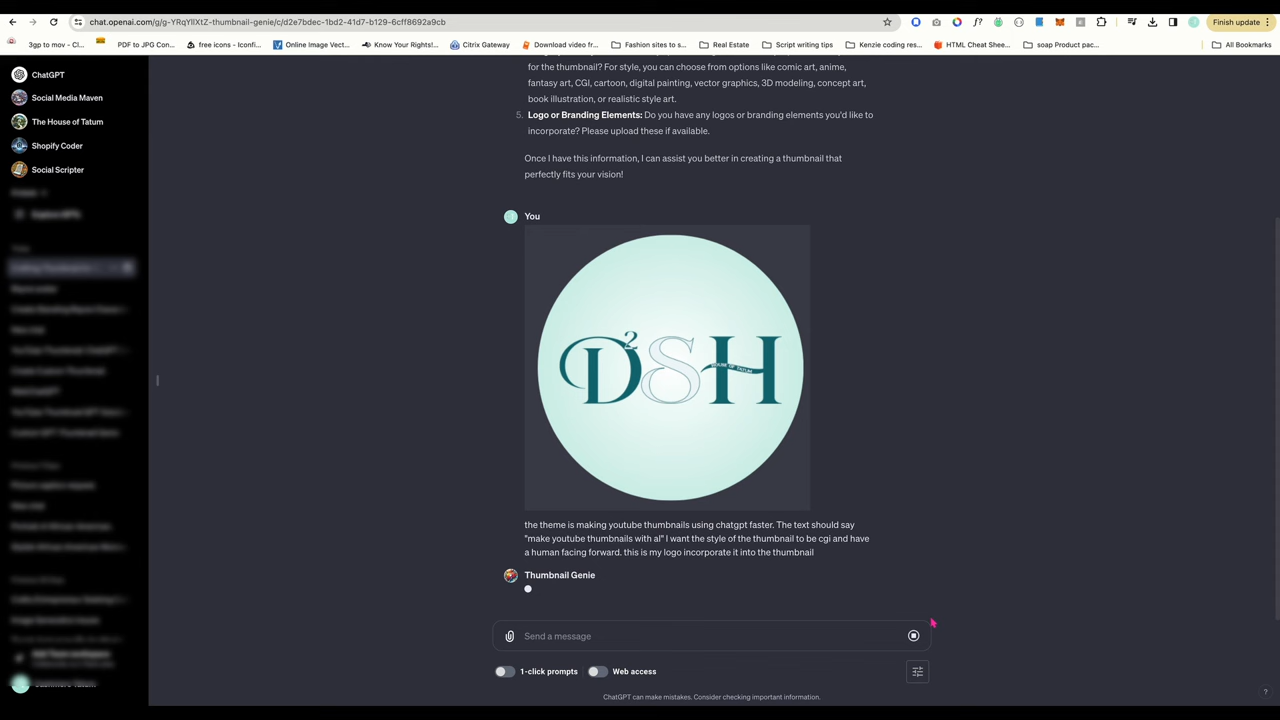 chat.openai.com/g/g-YRqYllXtZ-thumbnail-genie/c/d2e7bdec-1bd2-41d7-b129-6cff8692a9cb
Finish update
3gp to mov - Cl...
PDF to JPG Con...
free icons - Iconfi...
Online Image Vect...
Know Your Rights!...
Citrix Gateway
Download video fr...
Fashion sites to s...
Real Estate
Script writing tips
Kenzie coding res...
HTML Cheat Shee...
soap Product pac...
All Bookmarks
ChatGPT
Social Media Maven
The House of Tatum
Shopify Coder
Social Scripter
Explore GPTs
for the thumbnail? For style, you can choose from options like comic art, anime,
fantasy art, CGI, cartoon, digital painting, vector graphics, 3D modeling, concept art,
book illustration, or realistic style art.
5. Logo or Branding Elements: Do you have any logos or branding elements you'd like to
incorporate? Please upload these if available.
Once I have this information, I can assist you better in creating a thumbnail that
perfectly fits your vision!
You
D2SH
HOUSE OF TATUM
the theme is making youtube thumbnails using chatgpt faster. The text should say
"make youtube thumbnails with aI" I want the style of the thumbnail to be cgi and have
a human facing forward. this is my logo incorporate it into the thumbnail
Thumbnail Genie
Send a message
1-click prompts
Web access
ChatGPT can make mistakes. Consider checking important information.
?